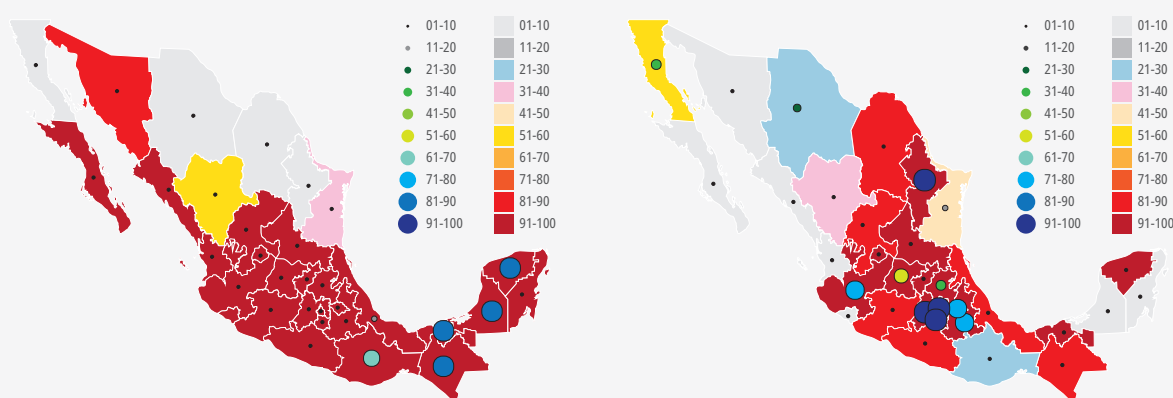 01-10 01-10 01-10 01-10
11-20 11-20 11-20 11-20
21-30 21-30 21-30 21-30
31-40 31-40 31-40 31-40
41-50 41-50 41-50 41-50
51-60 51-60 51-60 51-60
61-70 61-70 61-70 61-70
71-80 71-80 71-80 71-80
81-90 81-90 81-90 81-90
91-100 91-100 91-100 91-100